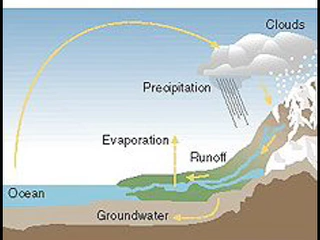 Clouds
Precipitation
Evaporation
Runoff
Ocean
Groundwater